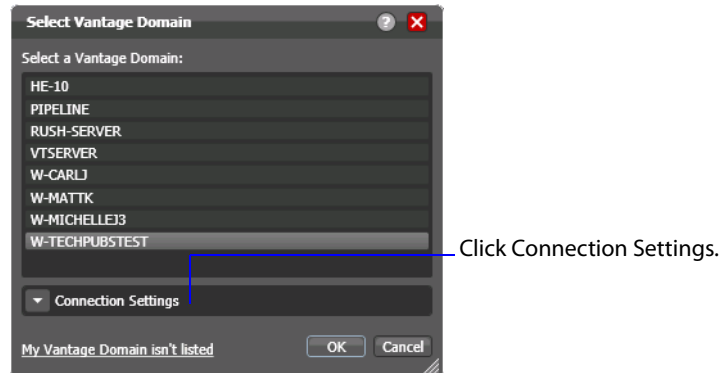 Select Vantage Domain
?
Select a Vantage Domain:
HE-10
PIPELINE
RUSH-SERVER
VTSERVER
W-CARLJ
W-MATTK
W-MICHELLEJ3
W-TECHPUBSTEST
Click Connection Settings.
Connection Settings
My Vantage Domain isn't listed
OK Cancel